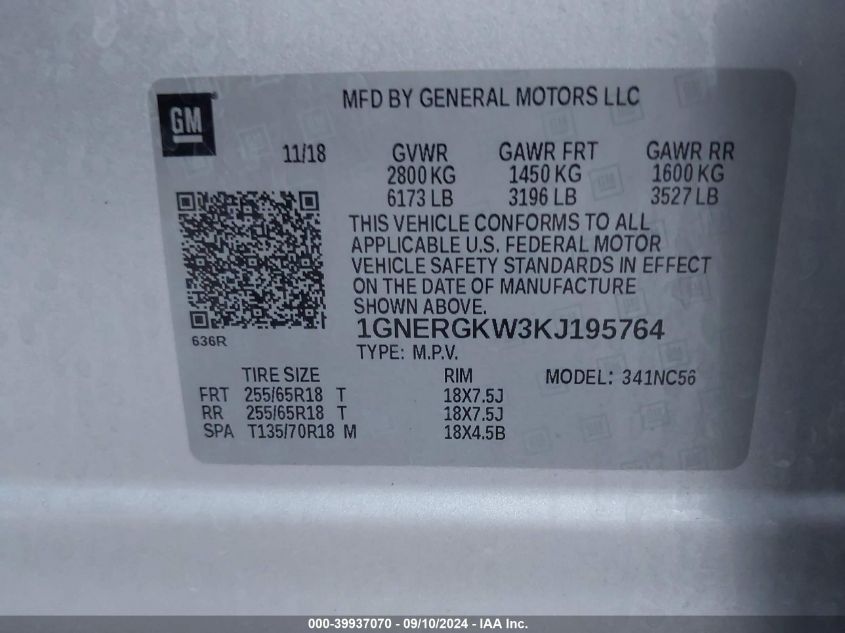 GM
MFD BY GENERAL MOTORS LLC
11/18 GVWR GAWR FRT GAWR RR
2800 KG 1450 KG 1600 KG
6173 LB 3196 LB 3527 LB
THIS VEHICLE CONFORMS TO ALL
APPLICABLE U.S. FEDERAL MOTOR
VEHICLE SAFETY STANDARDS IN EFFECT
ON THE DATE OF MANUFACTURE
SHOWN ABOVE.
1GNERGKW3KJ195764
636R
TYPE: M.P.V.
TIRE SIZE RIM MODEL: 341NC56
FRT 255/65R18 T 18X7.5J
RR 255/65R18 T 18X7.5J
SPA T135/70R18 M 18X4.5B
000-39937070 - 09/10/2024 - IAA Inc.